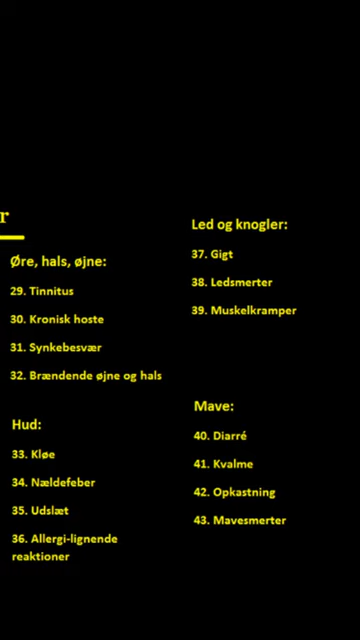 r
Øre, hals, øjne:
29. Tinnitus
30. Kronisk hoste
31. Synkebesvær
32. Brændende øjne og hals
Hud:
33. Kløe
34. Nældefeber
35. Udslæt
36. Allergi-lignende
reaktioner
Led og knogler:
37. Gigt
38. Ledsmerter
39. Muskelkramper
Mave:
40. Diarré
41. Kvalme
42. Opkastning
43. Mavesmerter